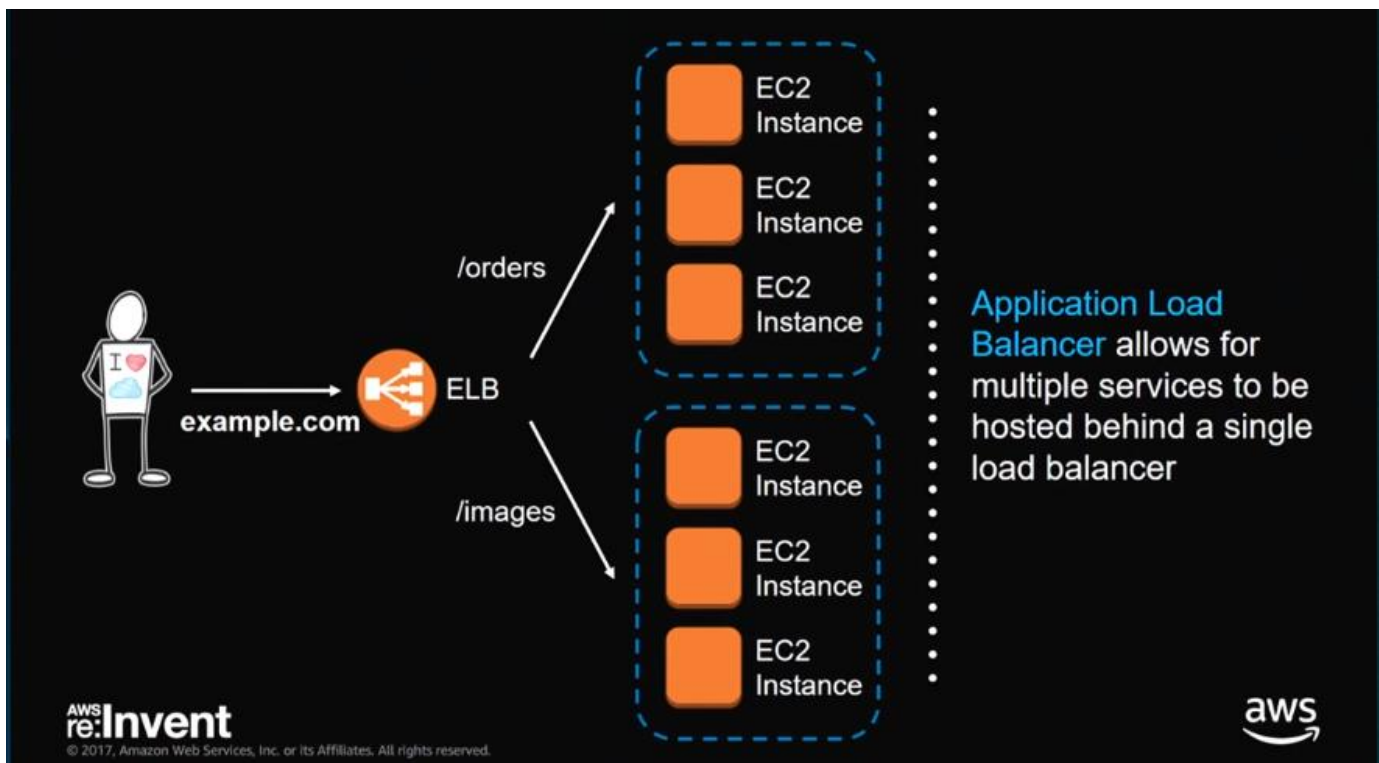 EC2
Instance
EC2
Instance
EC2
Instance
/orders
I
example.com
ELB
/images
EC2
Instance
EC2
Instance
EC2
Instance
Application Load
Balancer allows for
multiple services to be
hosted behind a single
load balancer
AWS
re:Invent
© 2017, Amazon Web Services, Inc. or its Affiliates. All rights reserved.
aws